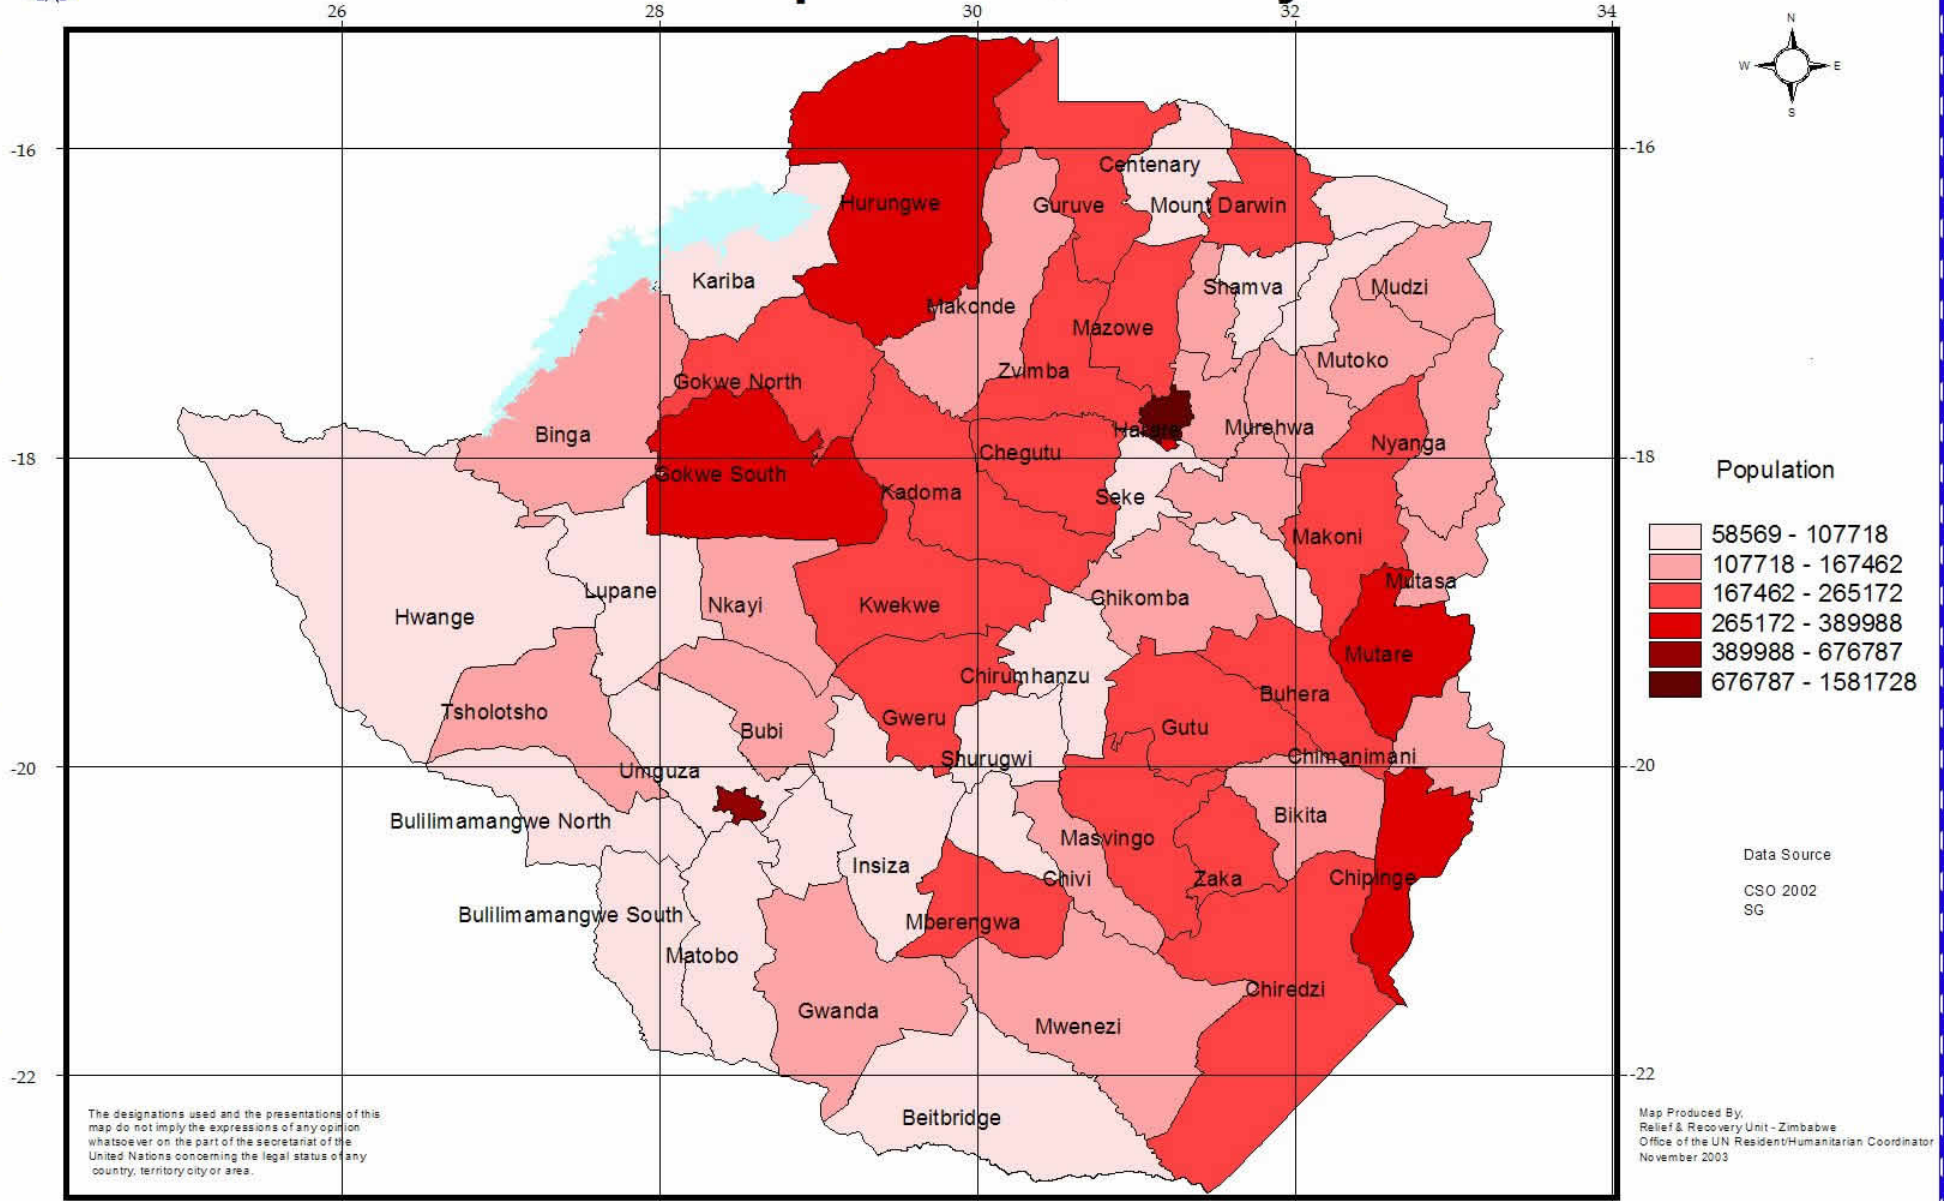 26 28 30 32 34
N
W E
S
-16 -16
Centenary
Hurungwe Guruve Mount Darwin
Kariba Shamva Mudzi
Makonde
Mazowe
Mutoko
Zvimba
Gokwe North
Binga Harare Murehwa
Nyanga
Chegutu
-18 -18
Gokwe South
Kadoma Seke
Makoni
Mutasa
Lupane Nkayi Kwekwe Chikomba
Hwange
Mutare
Chirumhanzu
Buhera
Tsholotsho
Gweru Gutu
Bubi
Shurugwi Chimanimani
-20 -20
Umguza
Bulilimamangwe North Bikita
Masvingo
Insiza
Chivi Zaka Chipinge
Bulilimamangwe South Mberengwa
Matobo
Chiredzi
Gwanda
Mwenezi
-22 -22
Beitbridge
Population
58569 - 107718
107718 - 167462
167462 - 265172
265172 - 389988
389988 - 676787
676787 - 1581728
Data Source
CSO 2002
SG
The designations used and the presentations of this
map do not imply the expressions of any opinion
whatsoever on the part of the secretariat of the
United Nations concerning the legal status of any
country, territory city or area.
Map Produced By,
Relief & Recovery Unit - Zimbabwe
Office of the UN Resident/Humanitarian Coordinator
November 2003